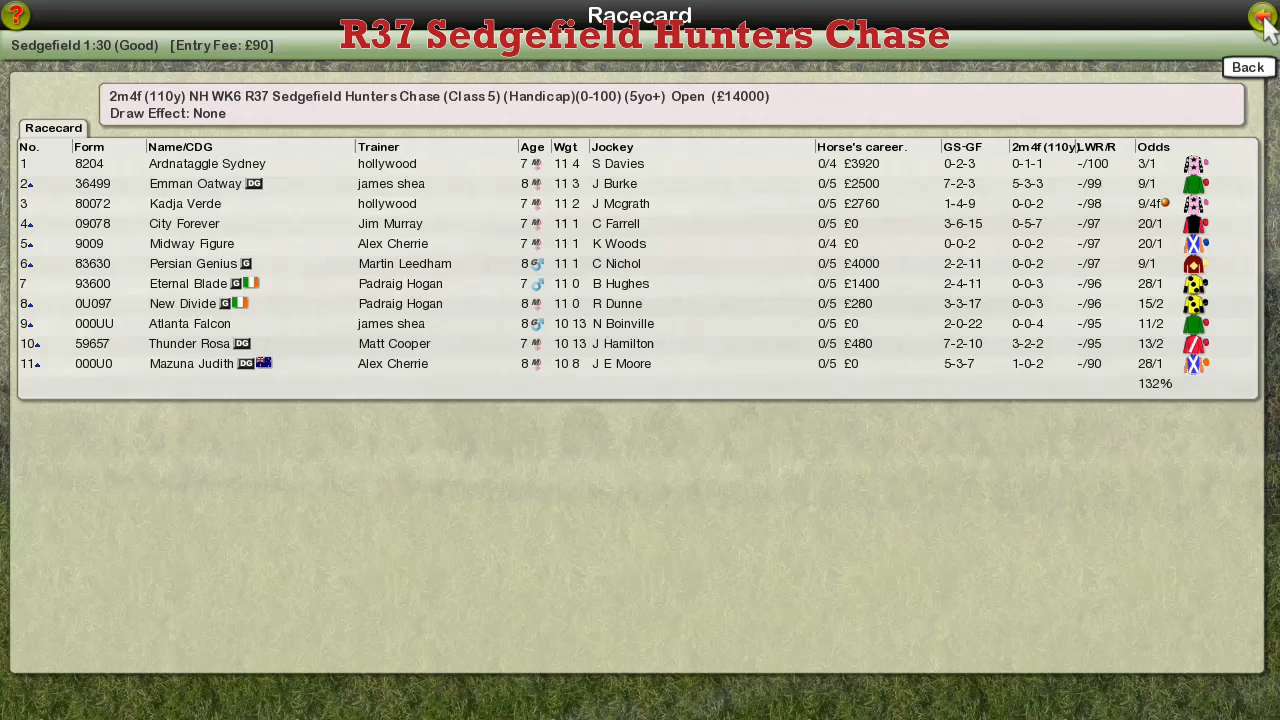 ?
Racecard
R37 Sedgefield Hunters Chase
Sedgefield 1:30 (Good) [Entry Fee: £90]
Back
2m4f (110y) NH WK6 R37 Sedgefield Hunters Chase (Class 5) (Handicap)(0-100) (5yo+) Open (£14000)
Draw Effect: None
Racecard
No. Form Name/CDG Trainer Age Wgt Jockey Horse's career. GS-GF 2m4f(110y) LWR/R Odds
1 8204 Ardnataggle Sydney hollywood 7 11 4 S Davies 0/4 £3920 0-2-3 0-1-1 -/100 3/1
2 36499 Emman Oatway DG james shea 8 11 3 J Burke 0/5 £2500 7-2-3 5-3-3 -/99 9/1
3 80072 Kadja Verde hollywood 7 11 2 J Mcgrath 0/5 £2760 1-4-9 0-0-2 -/98 9/4f
4 09078 City Forever Jim Murray 7 11 1 C Farrell 0/5 £0 3-6-15 0-5-7 -/97 20/1
5 9009 Midway Figure Alex Cherrie 7 11 1 K Woods 0/4 £0 0-0-2 0-0-2 -/97 20/1
6 83630 Persian Genius G Martin Leedham 8 11 1 C Nichol 0/5 £4000 2-2-11 0-0-2 -/97 9/1
7 93600 Eternal Blade G Padraig Hogan 7 11 0 B Hughes 0/5 £1400 2-4-11 0-0-3 -/96 28/1
8 0U097 New Divide G Padraig Hogan 8 11 0 R Dunne 0/5 £280 3-3-17 0-0-3 -/96 15/2
9 000UU Atlanta Falcon james shea 8 10 13 N Boinville 0/5 £0 2-0-22 0-0-4 -/95 11/2
10 59657 Thunder Rosa DG Matt Cooper 7 10 13 J Hamilton 0/5 £480 7-2-10 3-2-2 -/95 13/2
11 000U0 Mazuna Judith DG Alex Cherrie 8 10 8 J E Moore 0/5 £0 5-3-7 1-0-2 -/90 28/1
132%